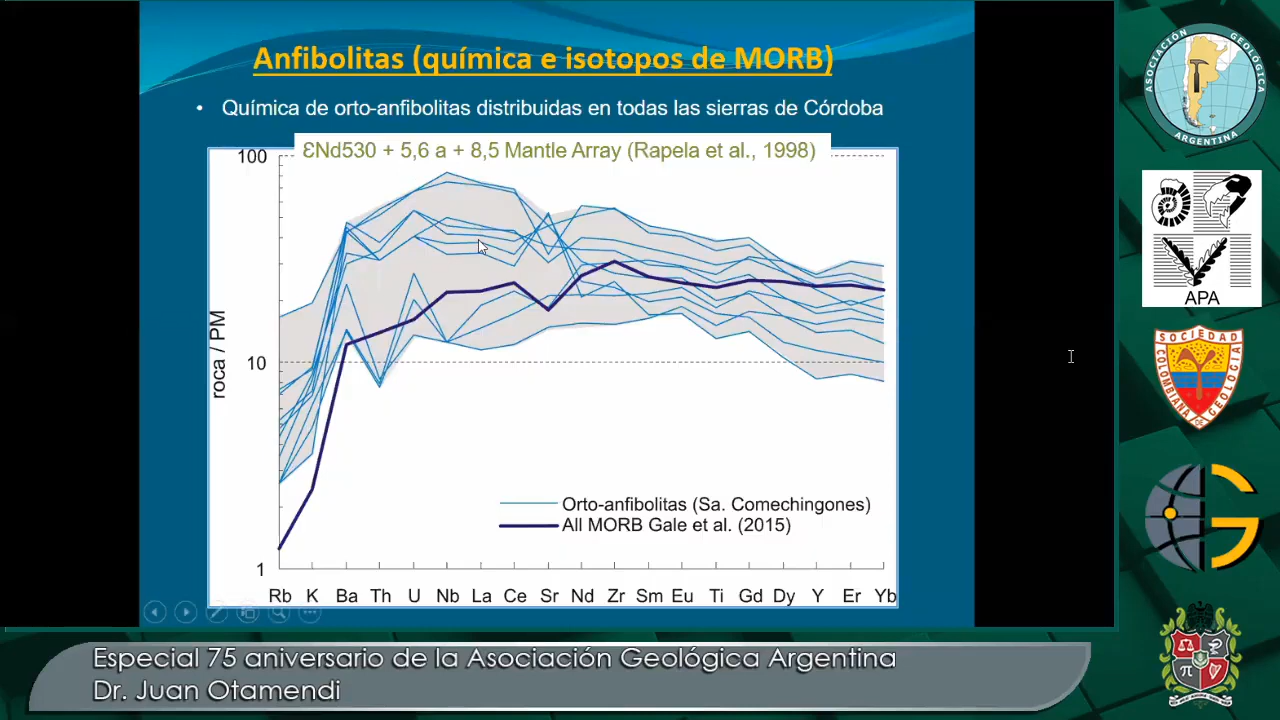 Anfibolitas (química e isotopos de MORB)
• Química de orto-anfibolitas distribuidas en todas las sierras de Córdoba
ƐNd530 + 5,6 a + 8,5 Mantle Array (Rapela et al., 1998)
100
10
1
roca / PM
Orto-anfibolitas (Sa. Comechingones)
All MORB Gale et al. (2015)
Rb K Ba Th U Nb La Ce Sr Nd Zr Sm Eu Ti Gd Dy Y Er Yb
ASOCIACIÓN GEOLÓGICA
ARGENTINA
APA
SOCIEDAD
COLOMBIANA
DE
GEOLOGIA
G
π
Especial 75 aniversario de la Asociación Geológica Argentina
Dr. Juan Otamendi